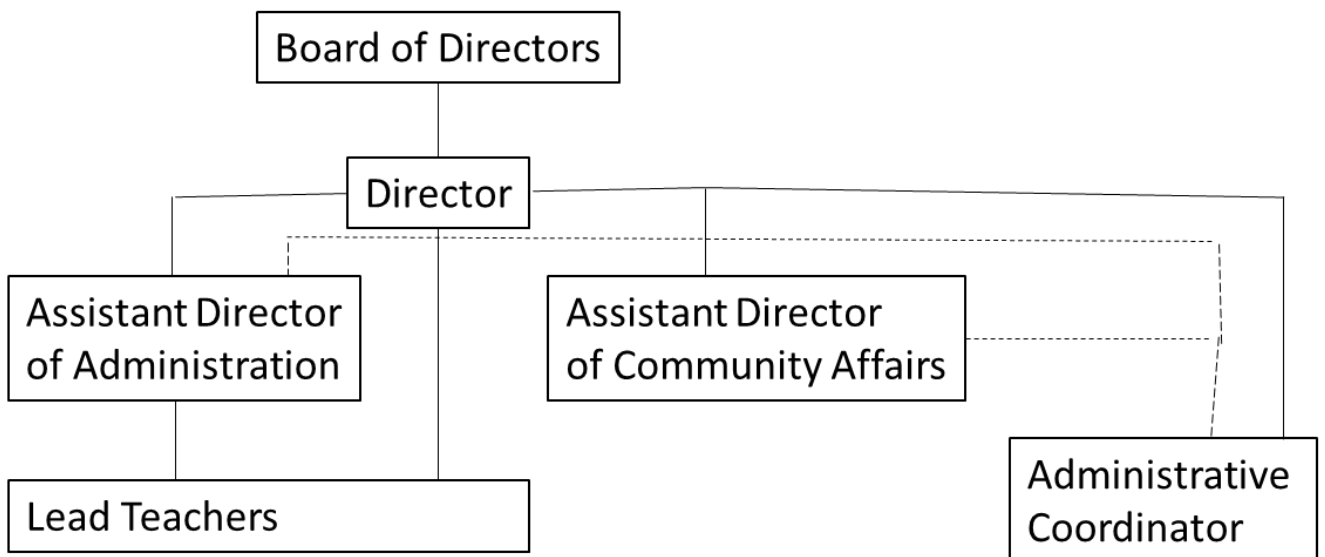 Board of Directors
Director
Assistant Director
of Administration
Assistant Director
of Community Affairs
Lead Teachers
Administrative
Coordinator